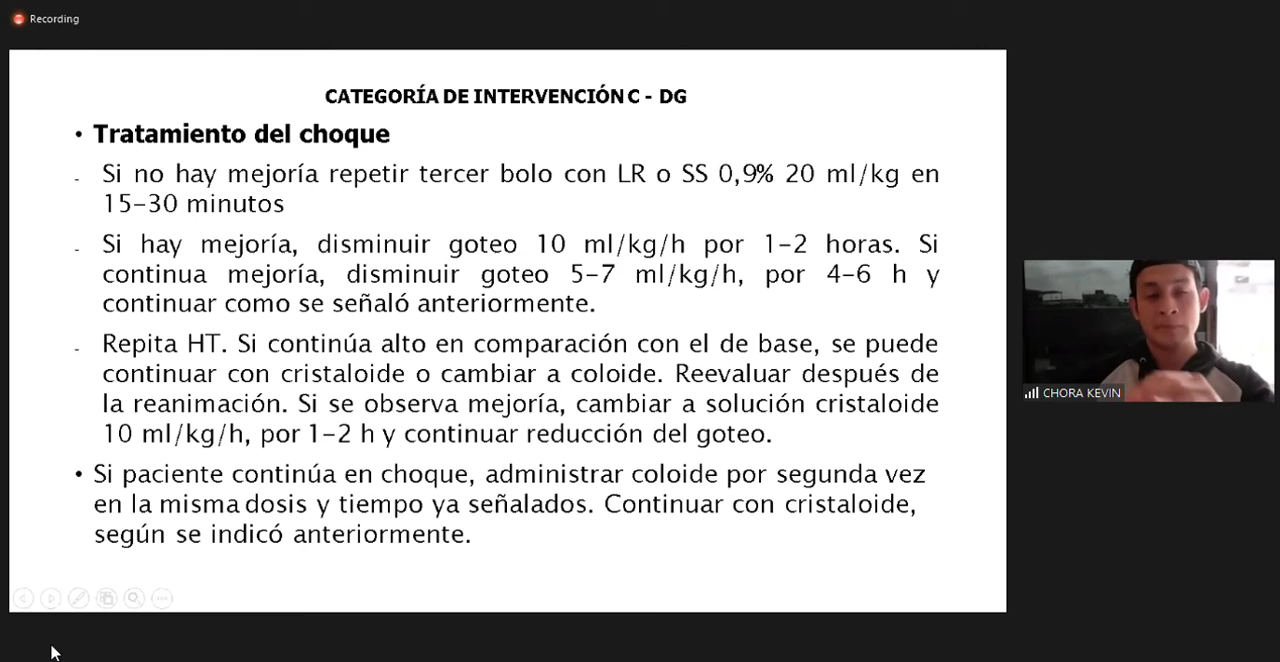 Recording
CATEGORÍA DE INTERVENCIÓN C - DG
• Tratamiento del choque
- Si no hay mejoría repetir tercer bolo con LR o SS 0,9% 20 ml/kg en
15-30 minutos
- Si hay mejoría, disminuir goteo 10 ml/kg/h por 1-2 horas. Si
continua mejoría, disminuir goteo 5-7 ml/kg/h, por 4-6 h y
continuar como se señaló anteriormente.
- Repita HT. Si continúa alto en comparación con el de base, se puede
continuar con cristaloide o cambiar a coloide. Reevaluar después de
la reanimación. Si se observa mejoría, cambiar a solución cristaloide
10 ml/kg/h, por 1-2 h y continuar reducción del goteo.
• Si paciente continúa en choque, administrar coloide por segunda vez
en la misma dosis y tiempo ya señalados. Continuar con cristaloide,
según se indicó anteriormente.
CHORA KEVIN